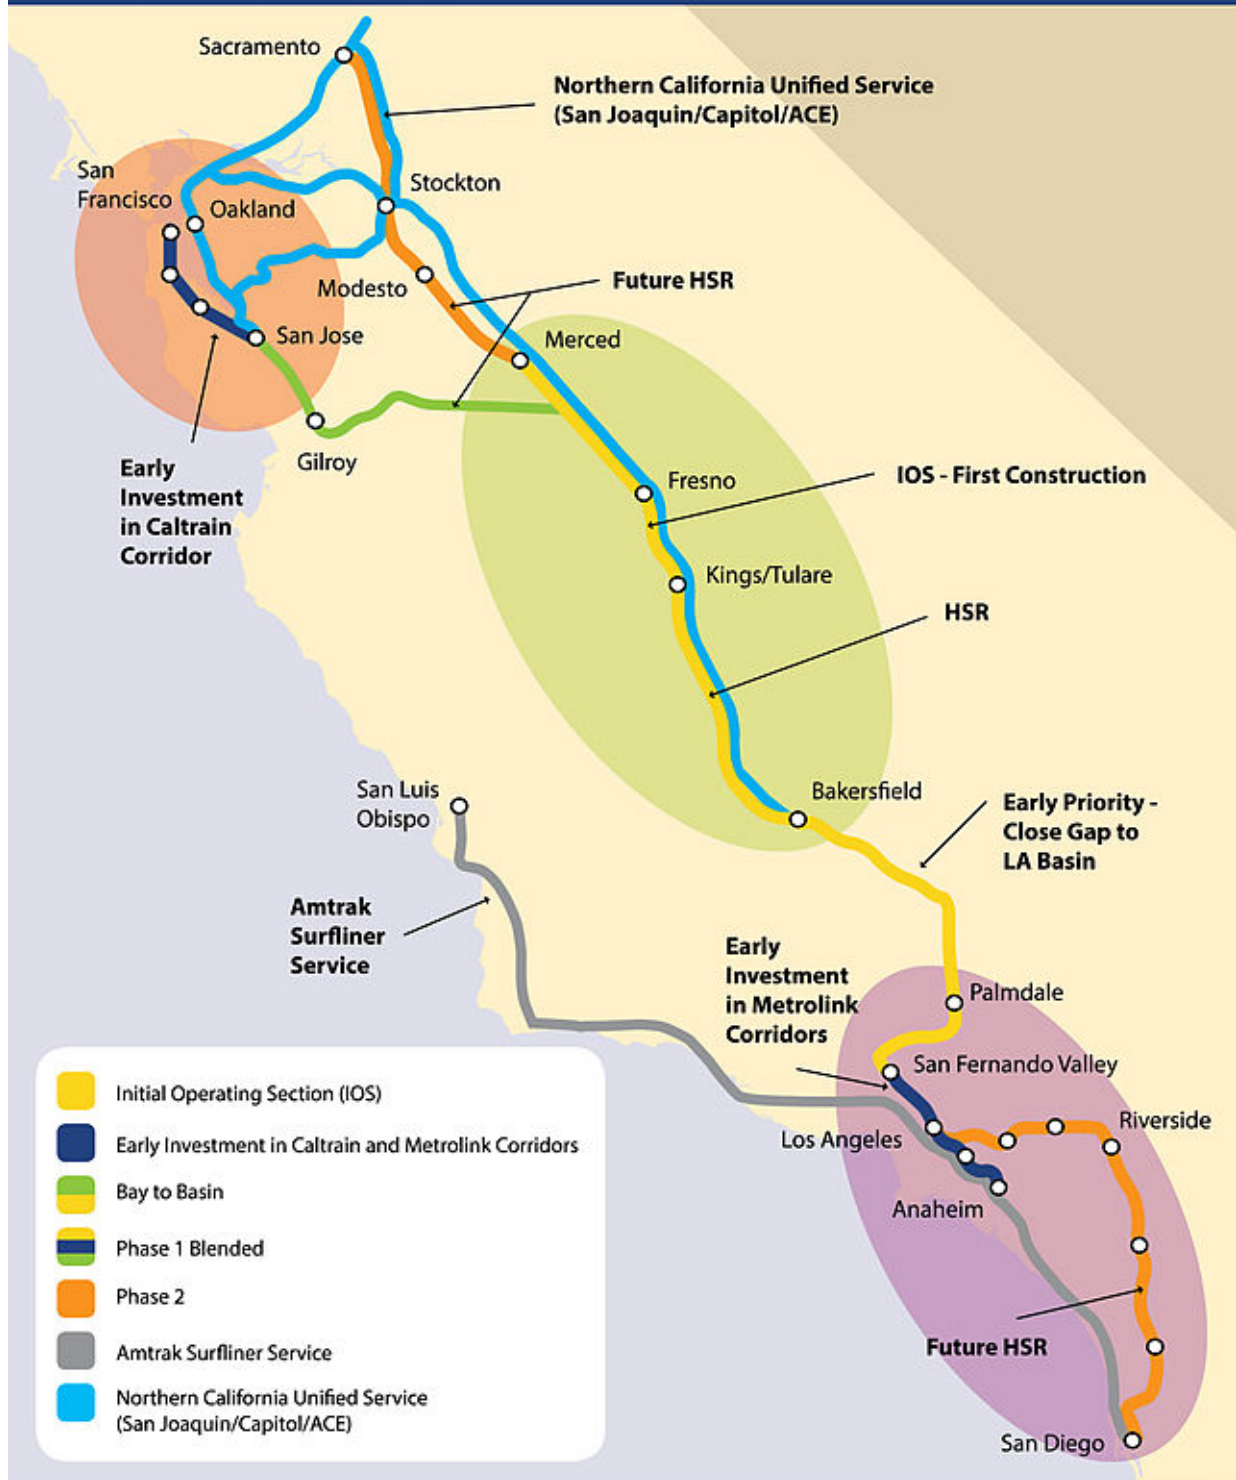 Sacramento
Northern California Unified Service
(San Joaquin/Capitol/ACE)
San
Francisco
Oakland
Stockton
Modesto
Future HSR
San Jose
Merced
Gilroy
Early
Investment
in Caltrain
Corridor
Fresno
IOS - First Construction
Kings/Tulare
HSR
San Luis
Obispo
Bakersfield
Early Priority -
Close Gap to
LA Basin
Amtrak
Surfliner
Service
Early
Investment
in Metrolink
Corridors
Palmdale
San Fernando Valley
Los Angeles
Riverside
Anaheim
Future HSR
San Diego
Initial Operating Section (IOS)
Early Investment in Caltrain and Metrolink Corridors
Bay to Basin
Phase 1 Blended
Phase 2
Amtrak Surfliner Service
Northern California Unified Service
(San Joaquin/Capitol/ACE)